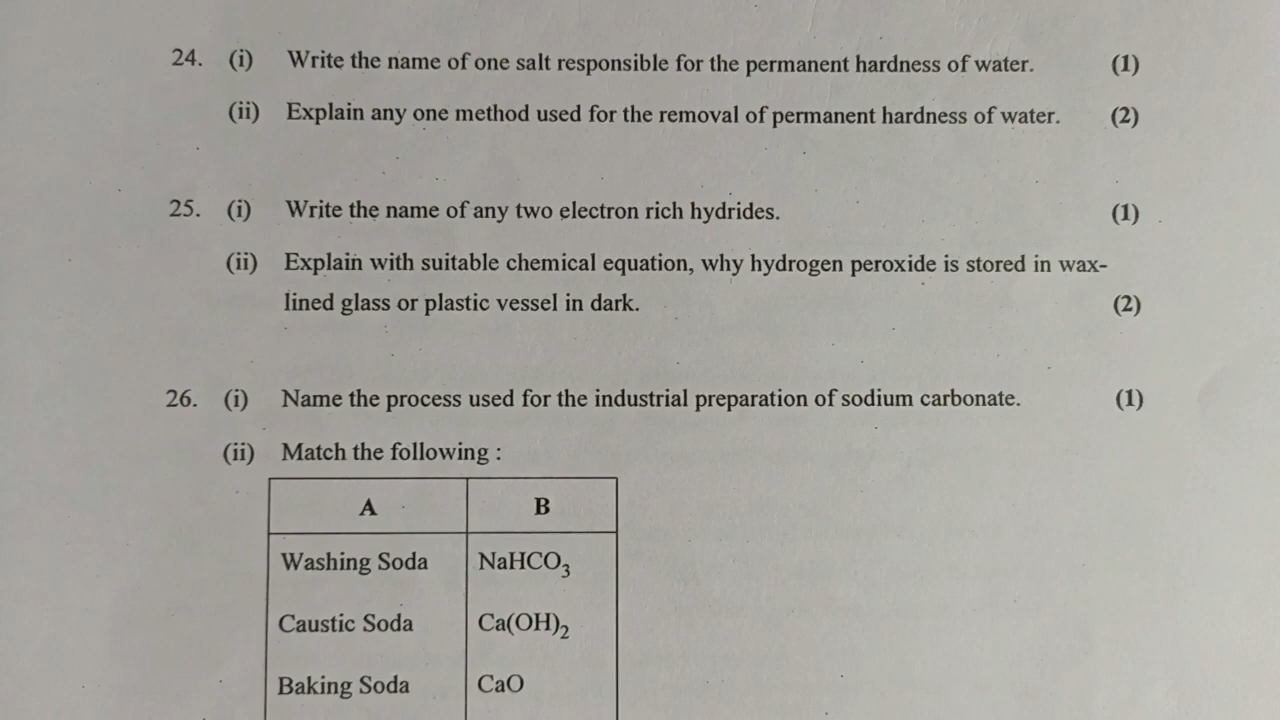 24. (i) Write the name of one salt responsible for the permanent hardness of water. (1)
(ii) Explain any one method used for the removal of permanent hardness of water. (2)
25. (i) Write the name of any two electron rich hydrides. (1)
(ii) Explain with suitable chemical equation, why hydrogen peroxide is stored in wax-
lined glass or plastic vessel in dark. (2)
26. (i) Name the process used for the industrial preparation of sodium carbonate. (1)
(ii) Match the following :
A B
Washing Soda NaHCO₃
Caustic Soda Ca(OH)₂
Baking Soda CaO